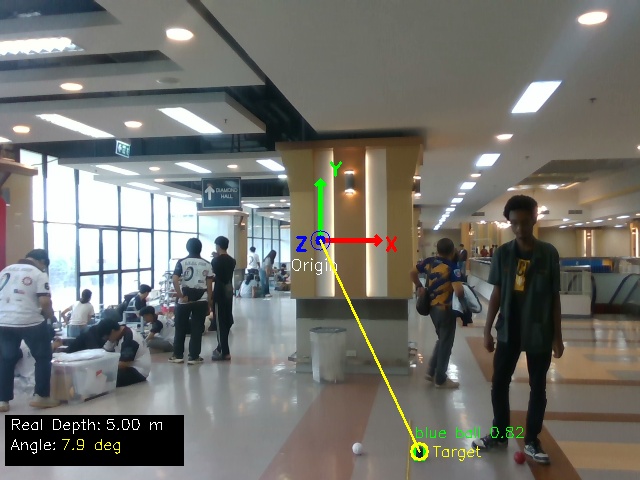 DIAMOND
HALL
Y
Z
X
Origin
Real Depth: 5.00 m
Angle: 7.9 deg
blue ball 0.82
Target